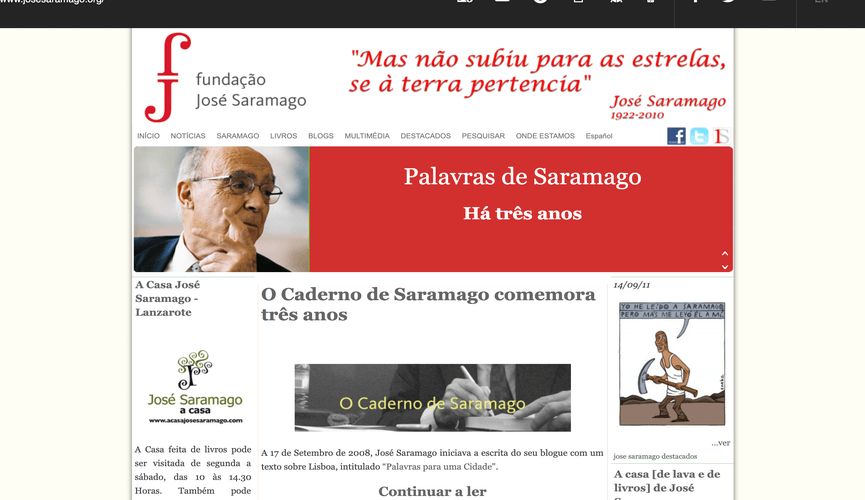 www.josesaramago.org/
EN
fundação
José Saramago
"Mas não subiu para as estrelas,
se à terra pertencia"
José Saramago
1922-2010
INÍCIO NOTÍCIAS SARAMAGO LIVROS BLOGS MULTIMÉDIA DESTACADOS PESQUISAR ONDE ESTAMOS Español
Palavras de Saramago
Há três anos
A Casa José
Saramago -
Lanzarote
José Saramago
a casa
www.acasajosesaramago.com
A Casa feita de livros pode
ser visitada de segunda a
sábado, das 10 às 14.30
Horas. Também pode
O Caderno de Saramago comemora
três anos
O Caderno de Saramago
A 17 de Setembro de 2008, José Saramago iniciava a escrita do seu blogue com um
texto sobre Lisboa, intitulado “Palavras para uma Cidade”.
Continuar a ler
14/09/11
YO HE LEÍDO A SARAMAGO
PERO MÁS ME LEYÓ ÉL A MÍ
...ver
jose saramago destacados
A casa [de lava e de
livros] de José